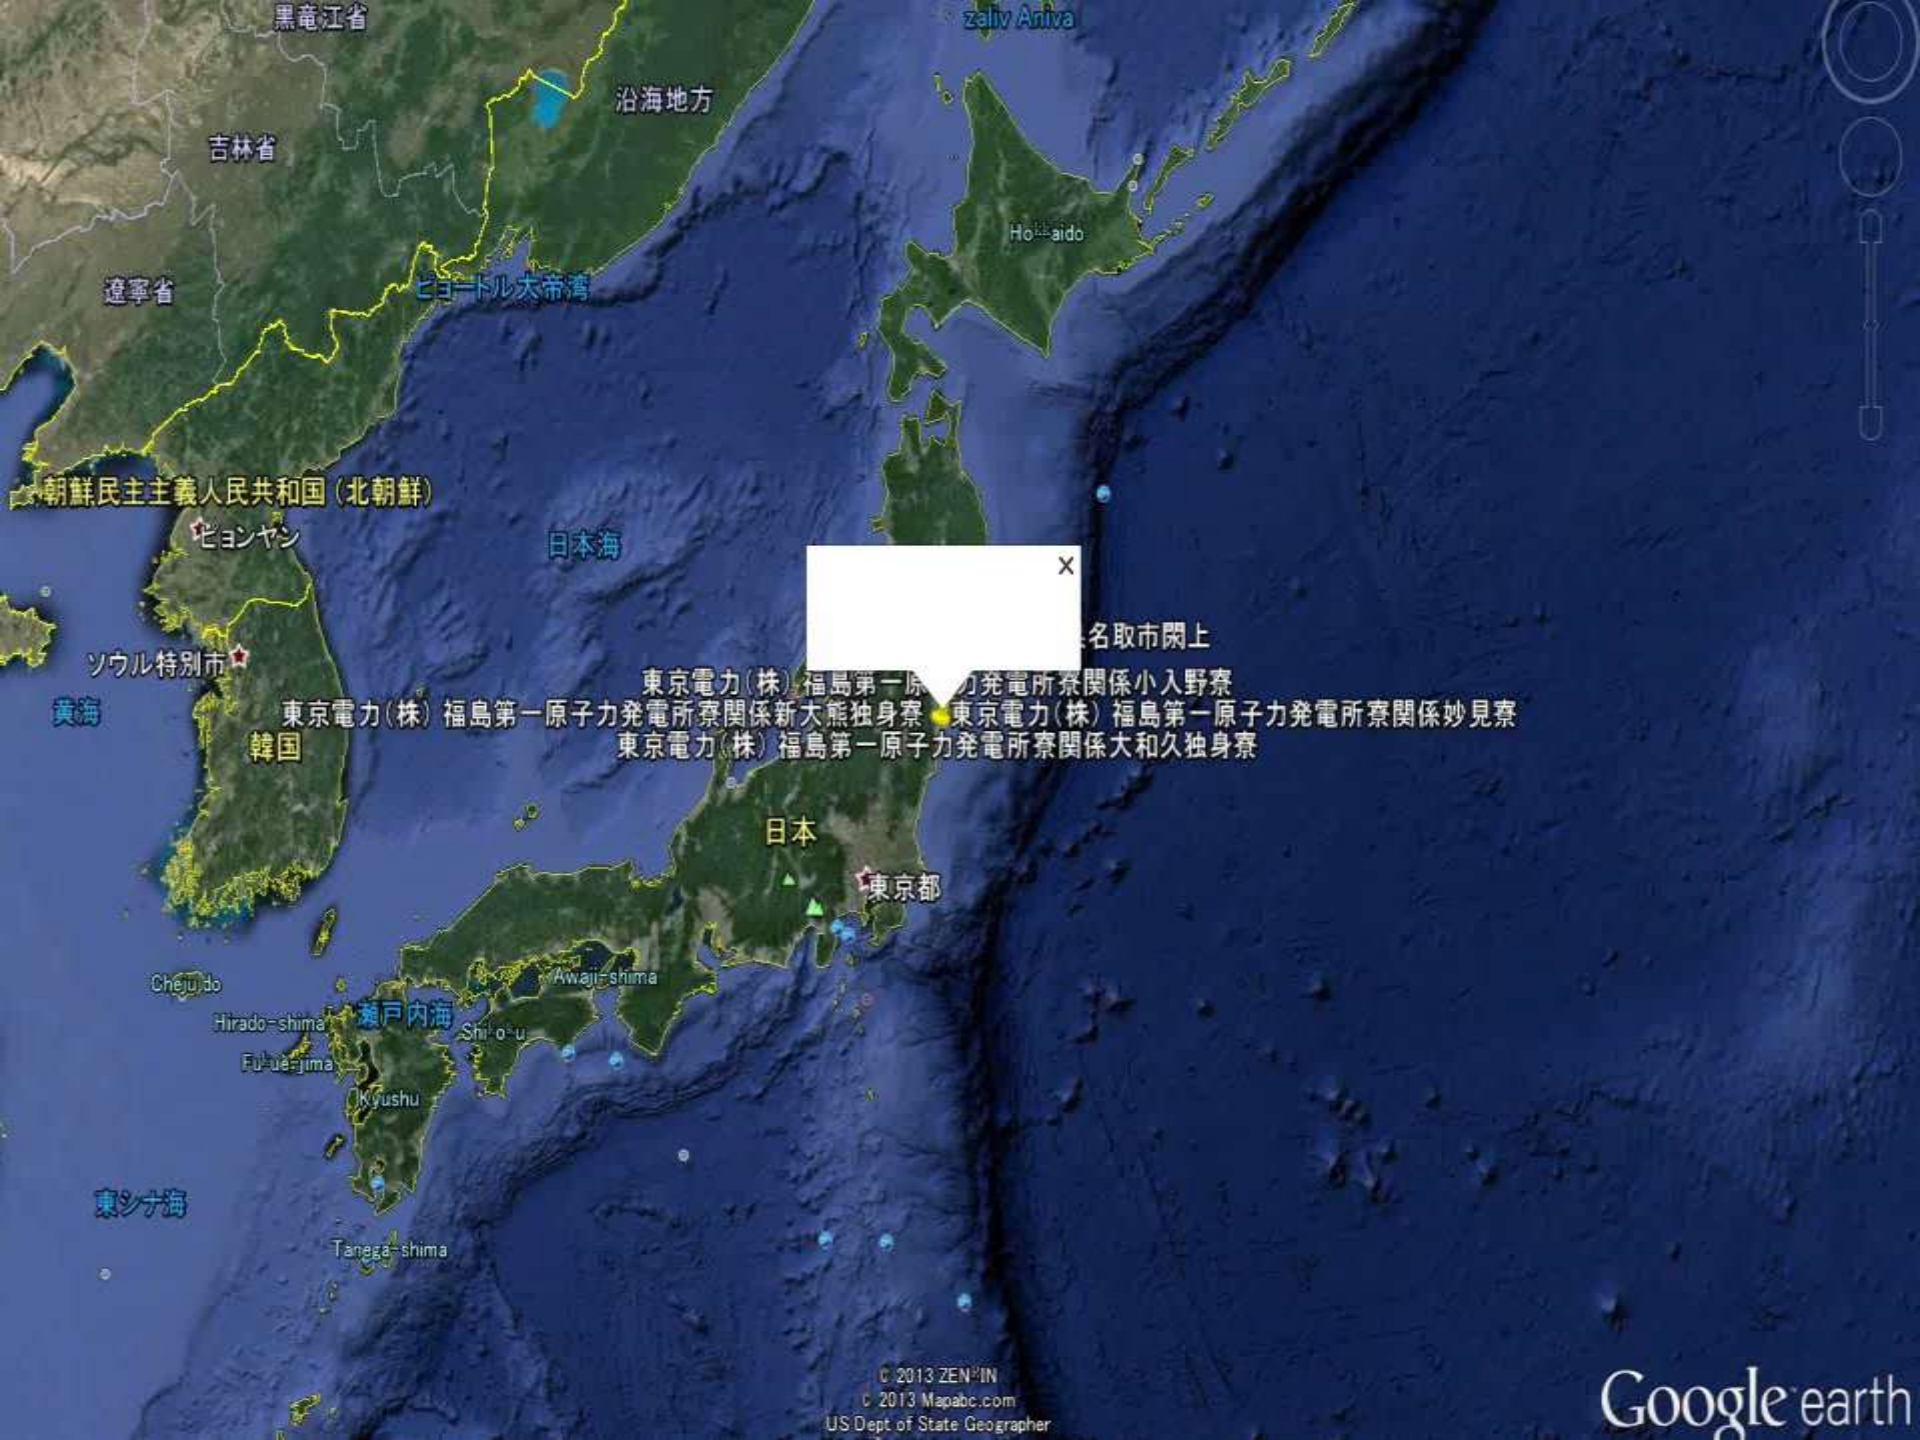 黒竜江省
zaliv Aniva
沿海地方
吉林省
Hokkaido
遼寧省
ピョートル大帝湾
朝鮮民主主義人民共和国 (北朝鮮)
ピョンヤン
日本海
X
名取市閖上
ソウル特別市
東京電力(株) 福島第一原 力発電所寮関係小入野寮
黄海
東京電力(株) 福島第一原子力発電所寮関係新大熊独身寮
東京電力(株) 福島第一原子力発電所寮関係妙見寮
韓国
東京電力(株) 福島第一原子力発電所寮関係大和久独身寮
日本
東京都
Awaji-shima
Cheju do
瀬戸内海
Hirado-shima
Shikoku
Fukue-jima
Kyushu
東シナ海
Tanega-shima
© 2013 ZENKIN
© 2013 Mapabc.com
US Dept of State Geographer
Google earth